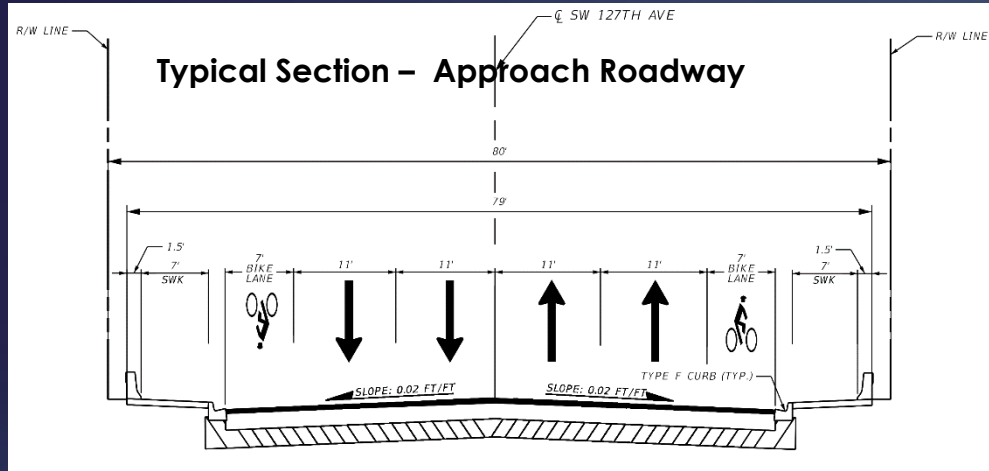 ℄ SW 127TH AVE
R/W LINE
R/W LINE
Typical Section – Approach Roadway
80'
79'
1.5'
1.5'
7'
SWK
7'
BIKE
LANE
11'
11'
11'
11'
7'
BIKE
LANE
7'
SWK
TYPE F CURB (TYP.)
SLOPE: 0.02 FT/FT
SLOPE: 0.02 FT/FT